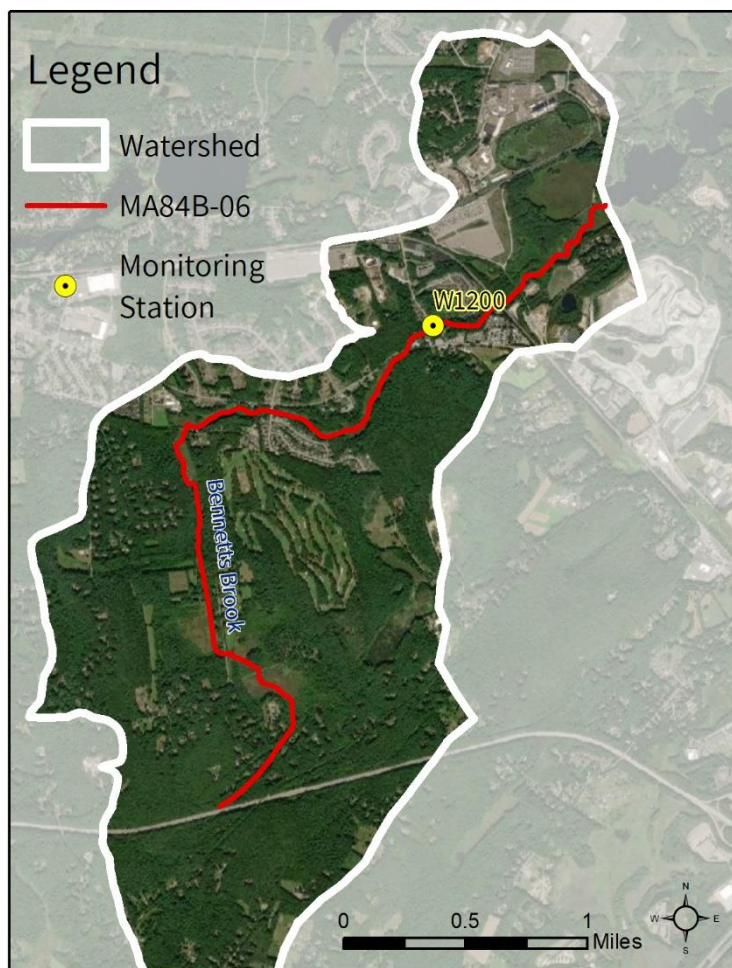 Legend
Watershed
MA84B-06
Monitoring
Station
W1200
Bennetts Brook
N
W E
S
0 0.5 1
Miles